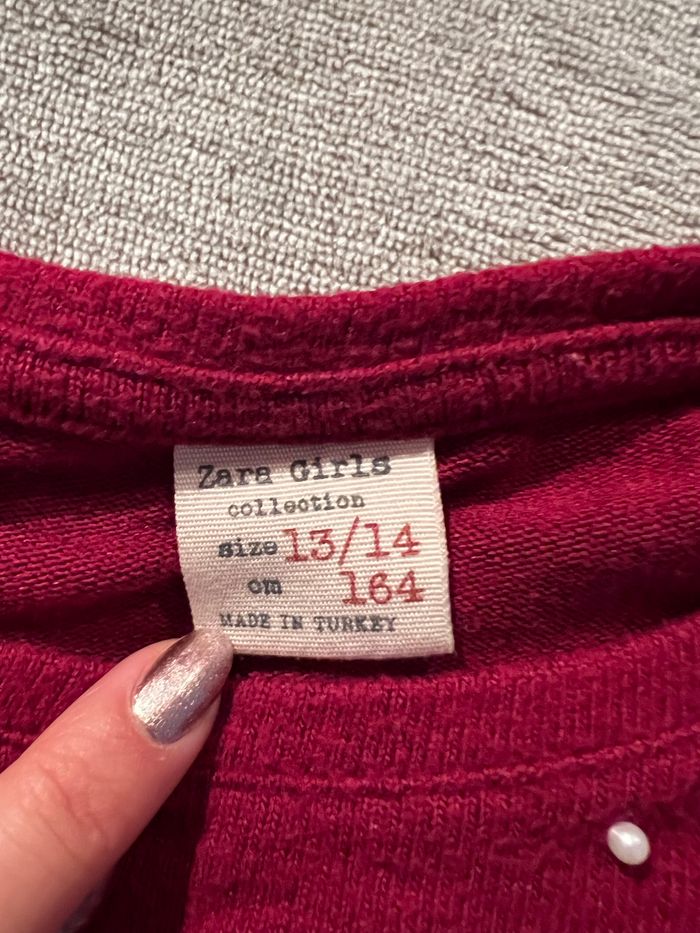 Zara Girls
collection
size 13/14
cm 164
MADE IN TURKEY